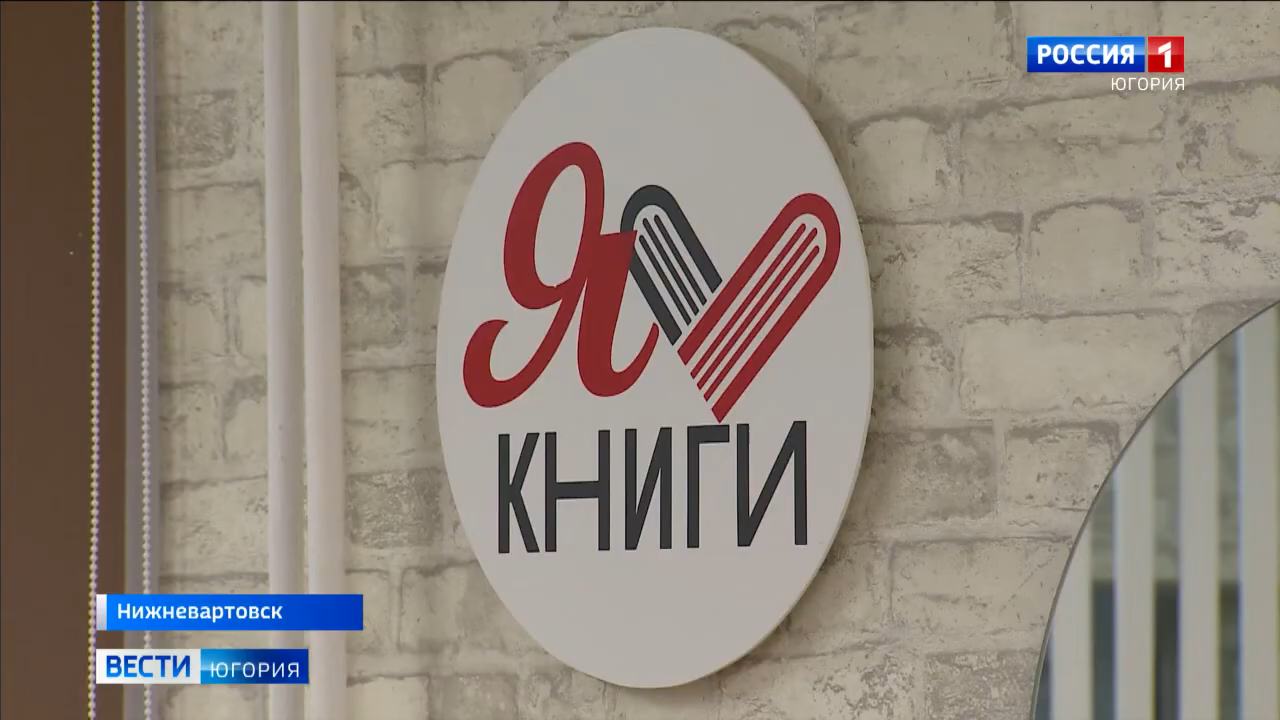 РОССИЯ 1
ЮГОРИЯ
Я
КНИГИ
Нижневартовск
ВЕСТИ ЮГОРИЯ